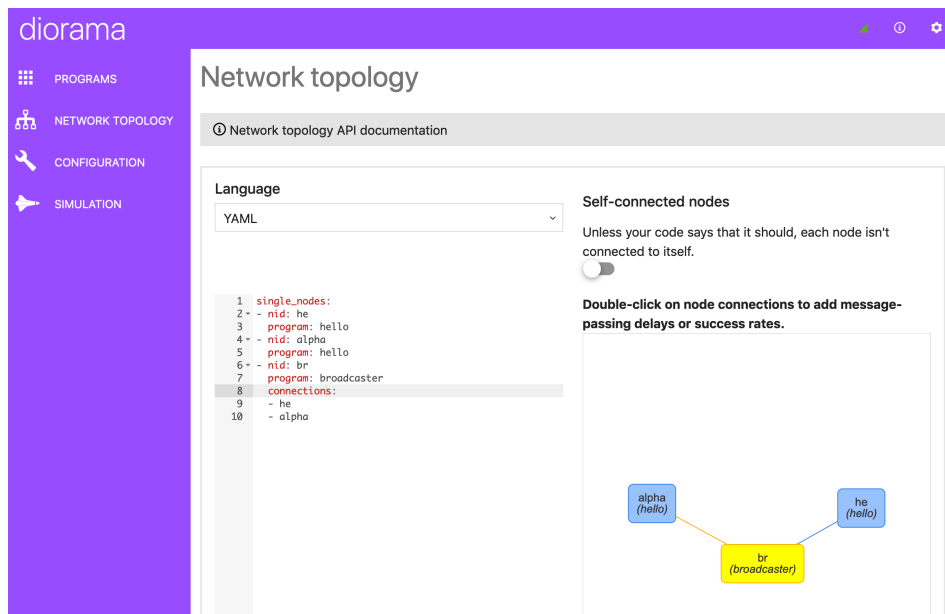 diorama
PROGRAMS
NETWORK TOPOLOGY
CONFIGURATION
SIMULATION
Network topology
Network topology API documentation
Language
YAML
1 single_nodes:
2 - nid: he
3 program: hello
4 - nid: alpha
5 program: hello
6 - nid: br
7 program: broadcaster
8 connections:
9 - he
10 - alpha
Self-connected nodes
Unless your code says that it should, each node isn't
connected to itself.
Double-click on node connections to add message-
passing delays or success rates.
alpha
(hello)
he
(hello)
br
(broadcaster)